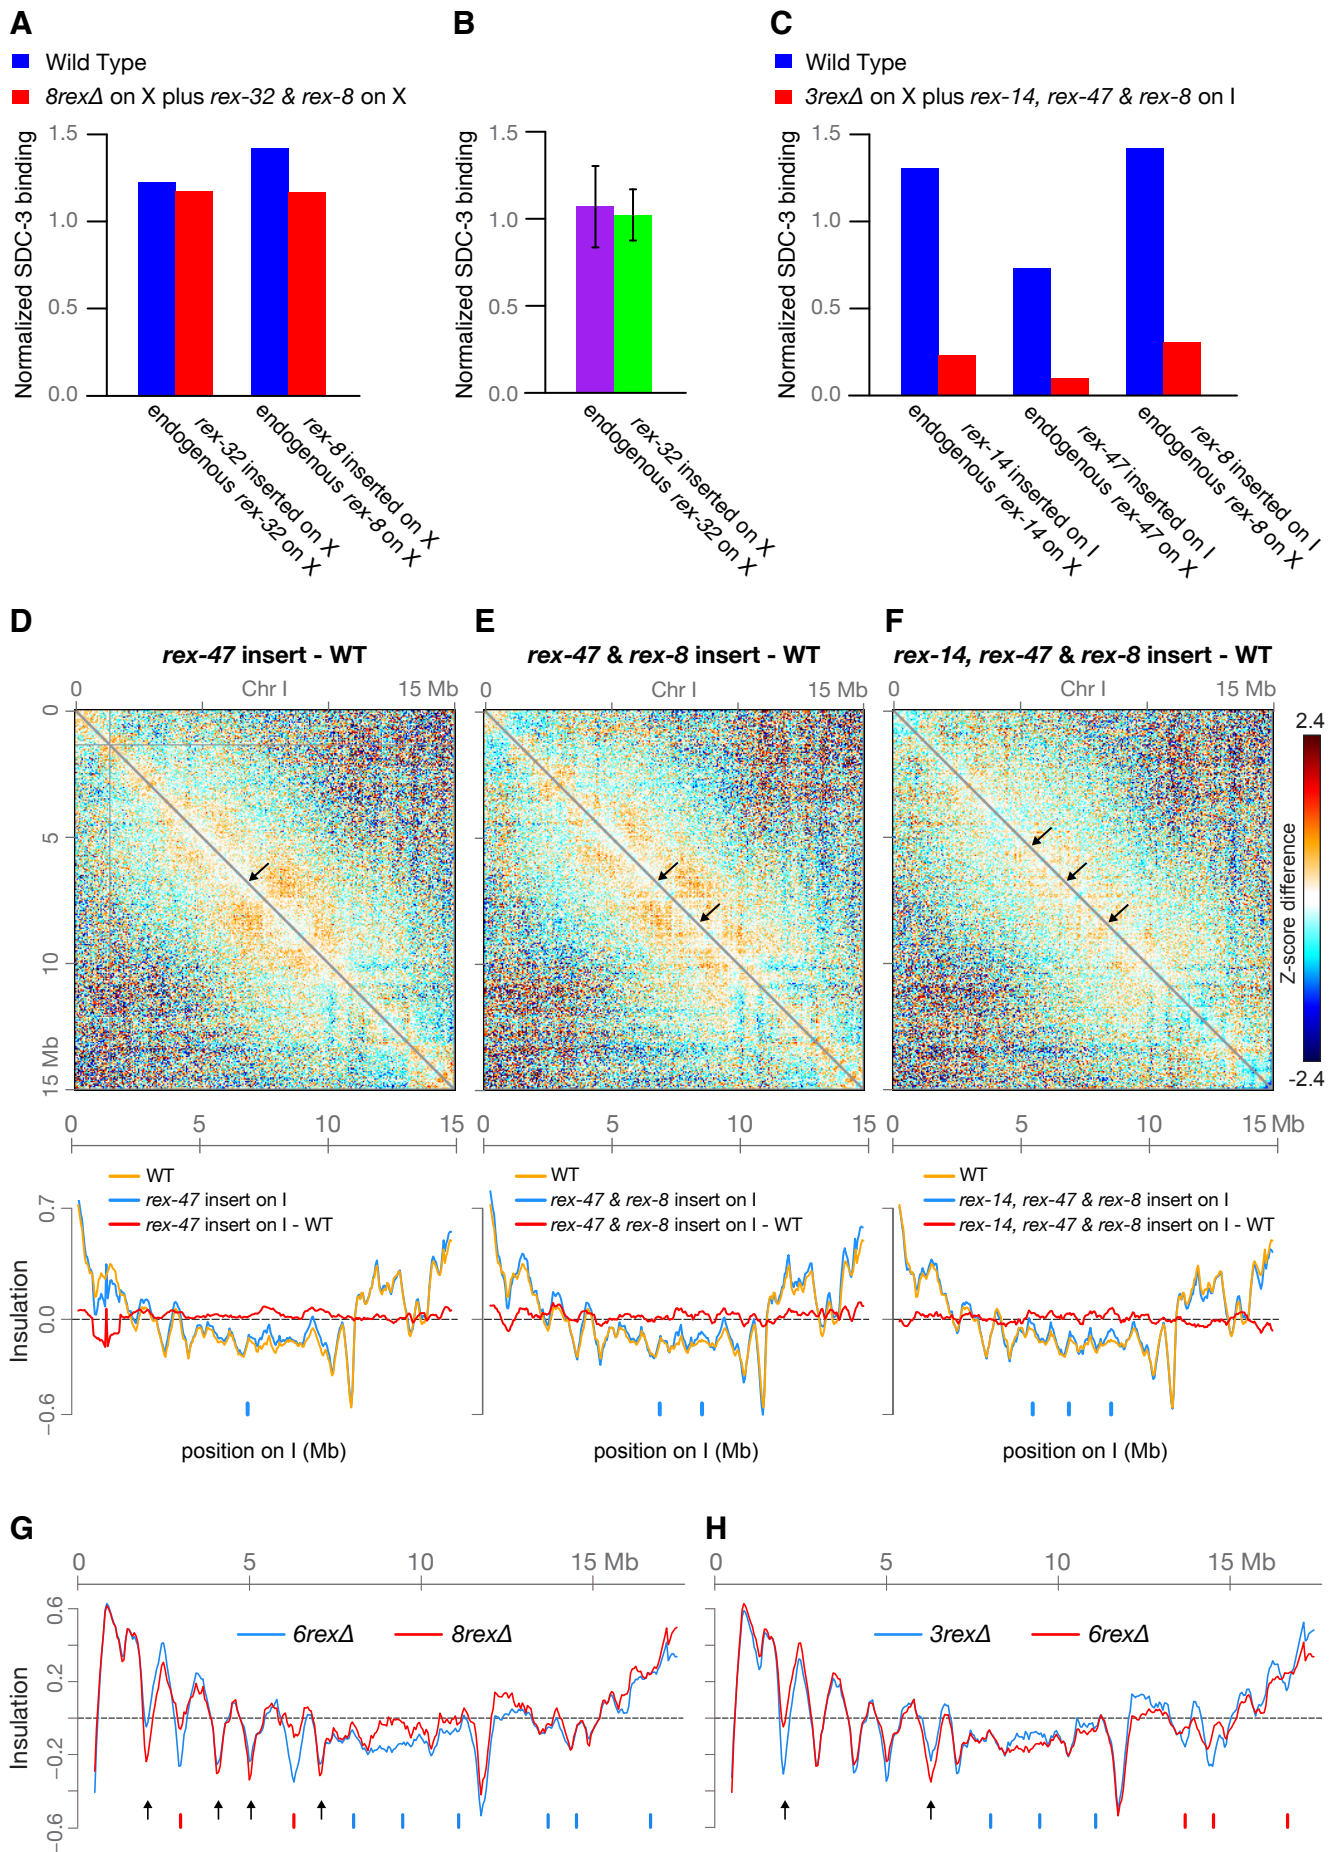 A
Wild Type
8rexΔ on X plus rex-32 & rex-8 on X
Normalized SDC-3 binding
1.5
1.0
0.5
0.0
endogenous rex-32 on X
rex-32 inserted on X
endogenous rex-8 on X
rex-8 inserted on X
B
Normalized SDC-3 binding
1.5
1.0
0.5
0.0
endogenous rex-32 on X
rex-32 inserted on X
C
Wild Type
3rexΔ on X plus rex-14, rex-47 & rex-8 on I
Normalized SDC-3 binding
1.5
1.0
0.5
0.0
endogenous rex-14 on X
rex-14 inserted on I
endogenous rex-47 on X
rex-47 inserted on I
endogenous rex-8 on X
rex-8 inserted on I
D
rex-47 insert - WT
0 Chr I 15 Mb
0
5
10
15 Mb
E
rex-47 & rex-8 insert - WT
0 Chr I 15 Mb
F
rex-14, rex-47 & rex-8 insert - WT
0 Chr I 15 Mb
2.4
Z-score difference
-2.4
0 5 10 15
WT
rex-47 insert on I
rex-47 insert on I - WT
Insulation
0.7
0.0
−0.6
position on I (Mb)
0 5 10 15
WT
rex-47 & rex-8 insert on I
rex-47 & rex-8 insert on I - WT
position on I (Mb)
0 5 10 15 Mb
WT
rex-14, rex-47 & rex-8 insert on I
rex-14, rex-47 & rex-8 insert on I - WT
position on I (Mb)
G
0 5 10 15 Mb
6rexΔ 8rexΔ
Insulation
0.6
0.2
−0.2
−0.6
H
0 5 10 15 Mb
3rexΔ 6rexΔ